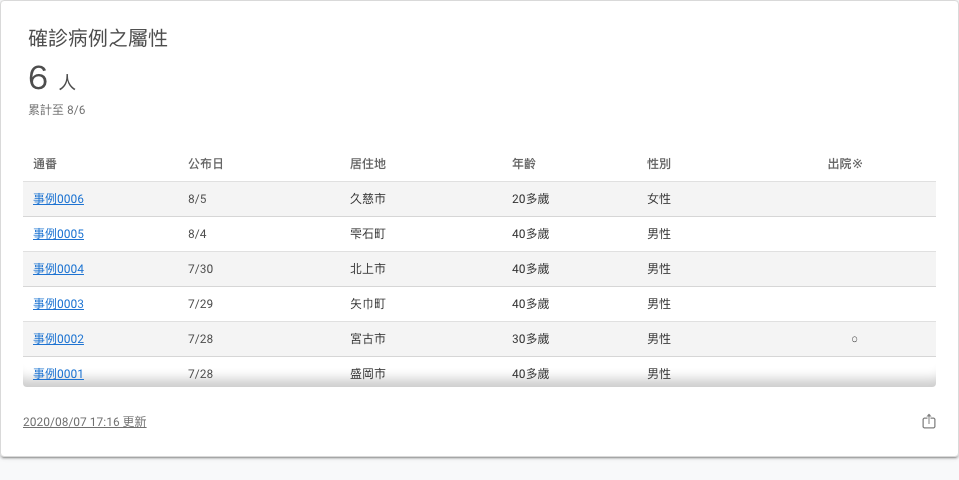 確診病例之屬性
6 人
累計至 8/6
通番 公布日 居住地 年齡 性別 出院※
事例0006 8/5 久慈市 20多歲 女性
事例0005 8/4 雫石町 40多歲 男性
事例0004 7/30 北上市 40多歲 男性
事例0003 7/29 矢巾町 40多歲 男性
事例0002 7/28 宮古市 30多歲 男性 ○
事例0001 7/28 盛岡市 40多歲 男性
2020/08/07 17:16 更新